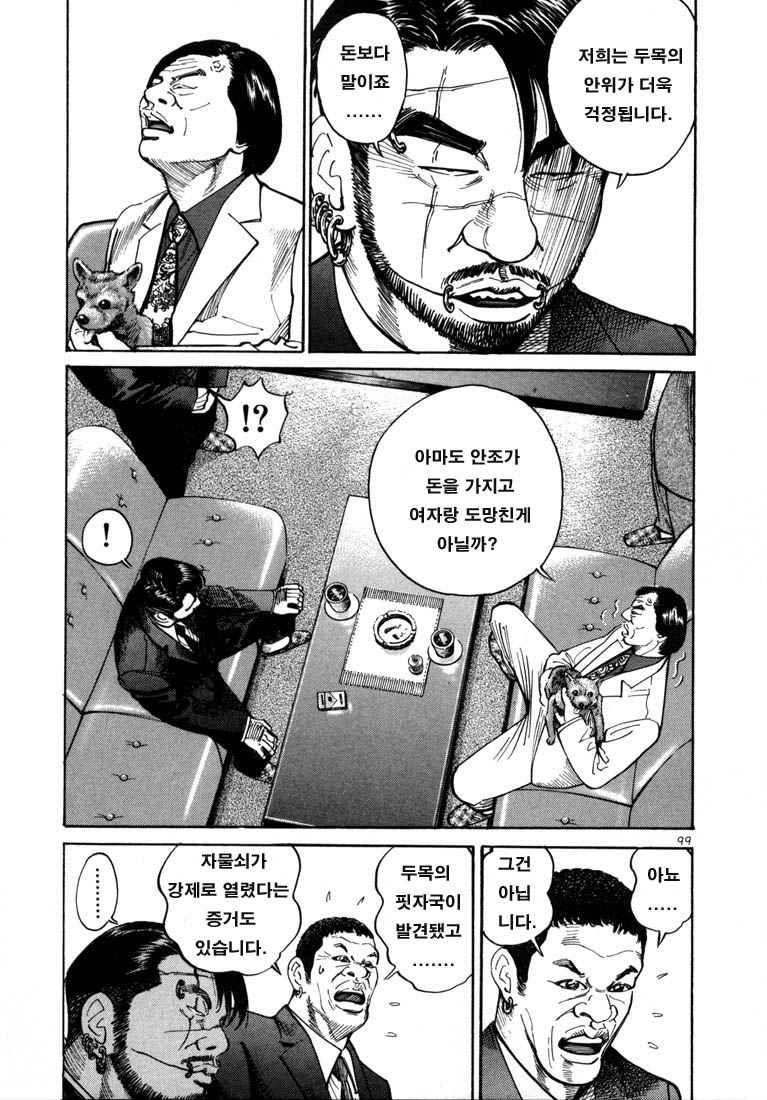 저희는 두목의
안위가 더욱
걱정됩니다.
돈보다
말이죠
......
!?
아마도 안조가
돈을 가지고
여자랑 도망친게
아닐까?
!
99
아뇨
.....
그건
아닙
니다.
두목의
핏자국이
발견됐고
.......
자물쇠가
강제로 열렸다는
증거도
있습니다.
......